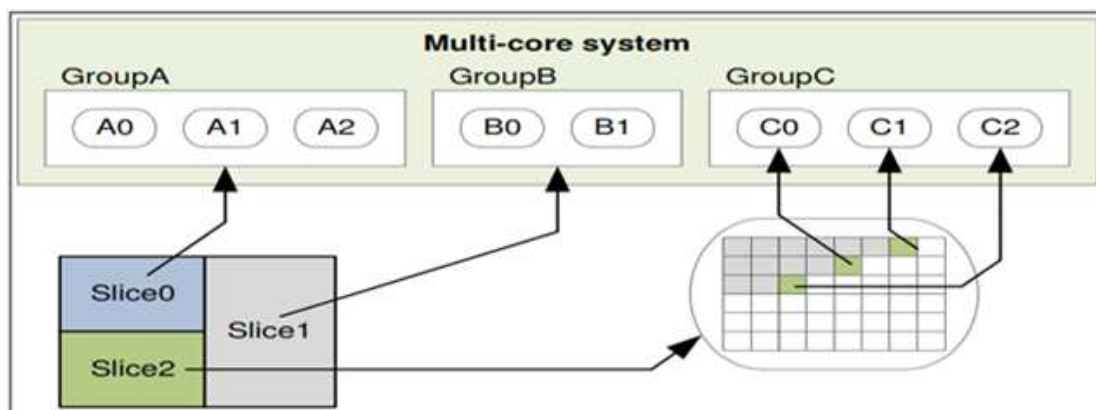 Multi-core system
GroupA GroupB GroupC
A0 A1 A2 B0 B1 C0 C1 C2
Slice0
Slice1
Slice2